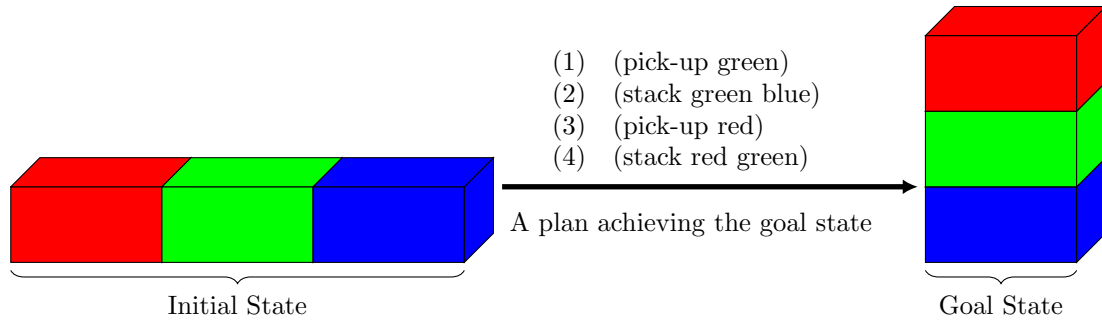 (1) (pick-up green)
(2) (stack green blue)
(3) (pick-up red)
(4) (stack red green)
A plan achieving the goal state
Initial State
Goal State